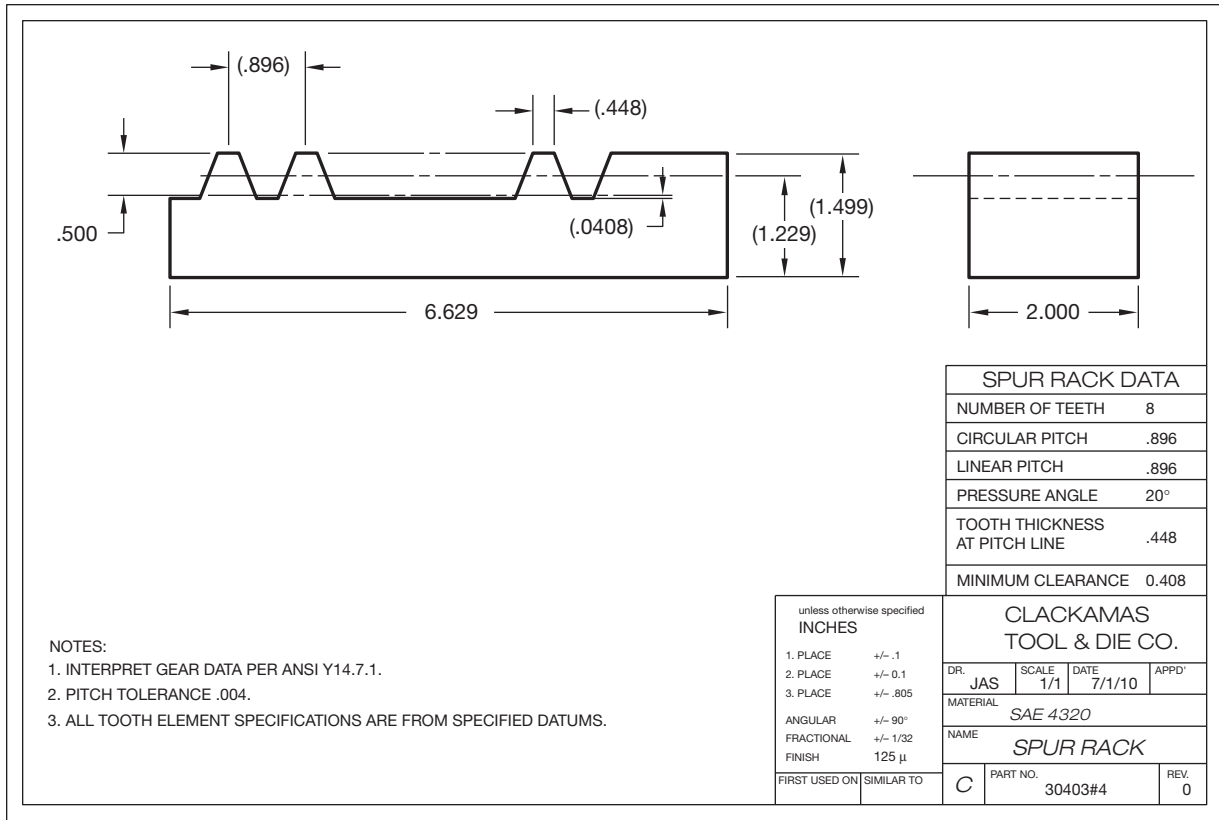 (.896)
(.448)
.500
(.0408)
(1.499)
(1.229)
6.629
2.000
SPUR RACK DATA
NUMBER OF TEETH 8
CIRCULAR PITCH .896
LINEAR PITCH .896
PRESSURE ANGLE 20°
TOOTH THICKNESS
AT PITCH LINE .448
MINIMUM CLEARANCE 0.408
NOTES:
1. INTERPRET GEAR DATA PER ANSI Y14.7.1.
2. PITCH TOLERANCE .004.
3. ALL TOOTH ELEMENT SPECIFICATIONS ARE FROM SPECIFIED DATUMS.
unless otherwise specified
INCHES
1. PLACE +/– .1
2. PLACE +/– 0.1
3. PLACE +/– .805
ANGULAR +/– 90°
FRACTIONAL +/– 1/32
FINISH 125 µ
FIRST USED ON SIMILAR TO
CLACKAMAS
TOOL & DIE CO.
DR. JAS SCALE 1/1 DATE 7/1/10 APPD'
MATERIAL SAE 4320
NAME SPUR RACK
C PART NO. 30403#4 REV. 0